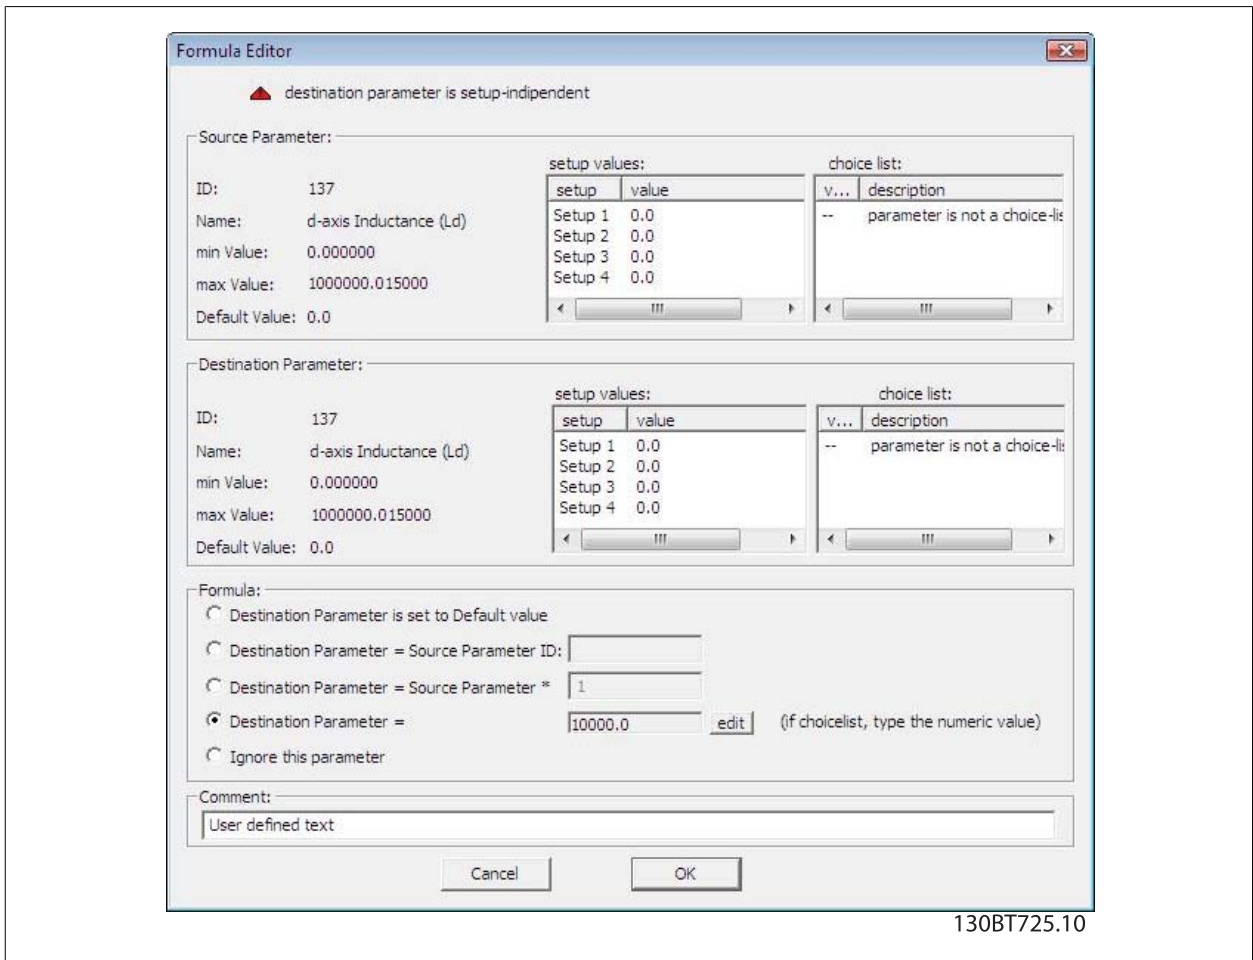 Formula Editor
destination parameter is setup-indipendent
Source Parameter:
setup values:
choice list:
ID: 137
setup value
v... description
Name: d-axis Inductance (Ld)
Setup 1 0.0
-- parameter is not a choice-lis
Setup 2 0.0
min Value: 0.000000
Setup 3 0.0
max Value: 1000000.015000
Setup 4 0.0
Default Value: 0.0
Destination Parameter:
setup values:
choice list:
ID: 137
setup value
v... description
Name: d-axis Inductance (Ld)
Setup 1 0.0
-- parameter is not a choice-lis
Setup 2 0.0
min Value: 0.000000
Setup 3 0.0
max Value: 1000000.015000
Setup 4 0.0
Default Value: 0.0
Formula:
Destination Parameter is set to Default value
Destination Parameter = Source Parameter ID:
Destination Parameter = Source Parameter * 1
Destination Parameter = 10000.0 edit (if choicelist, type the numeric value)
Ignore this parameter
Comment:
User defined text
Cancel OK
130BT725.10